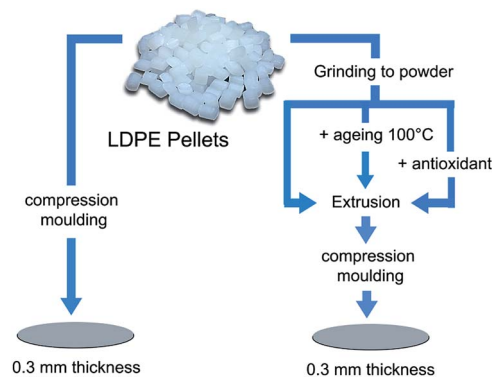 LDPE Pellets
compression
moulding
0.3 mm thickness
Grinding to powder
+ ageing 100°C
+ antioxidant
Extrusion
compression
moulding
0.3 mm thickness